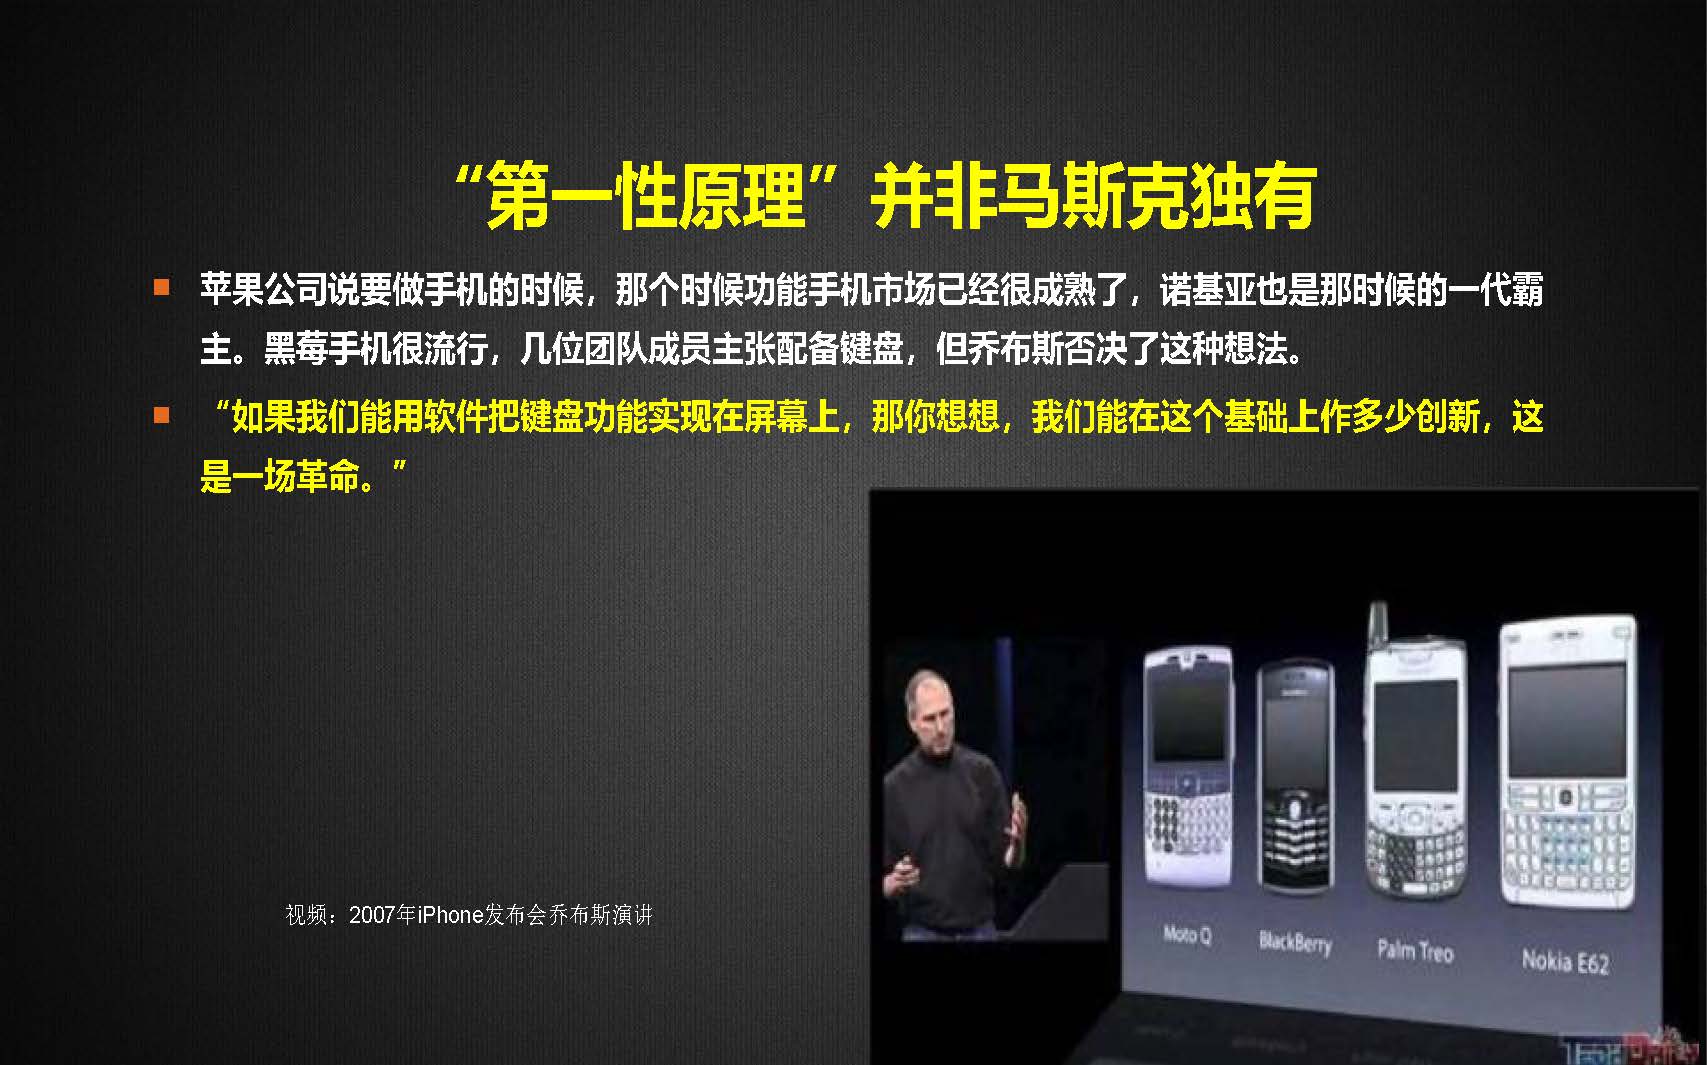 “第一性原理”并非马斯克独有
苹果公司说要做手机的时候，那个时候功能手机市场已经很成熟了，诺基亚也是那时候的一代霸
主。黑莓手机很流行，几位团队成员主张配备键盘，但乔布斯否决了这种想法。
“如果我们能用软件把键盘功能实现在屏幕上，那你想想，我们能在这个基础上作多少创新，这
是一场革命。”
视频：2007年iPhone发布会乔布斯演讲
Moto Q
BlackBerry
Palm Treo
Nokia E62